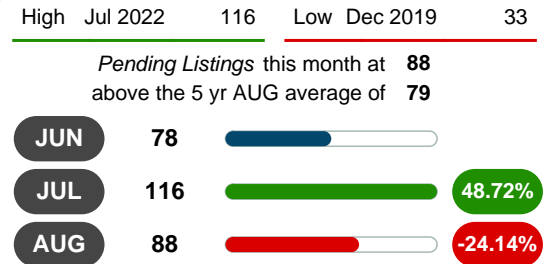 High Jul 2022 116 Low Dec 2019 33
Pending Listings this month at 88
above the 5 yr AUG average of 79
JUN 78
JUL 116 48.72%
AUG 88 -24.14%